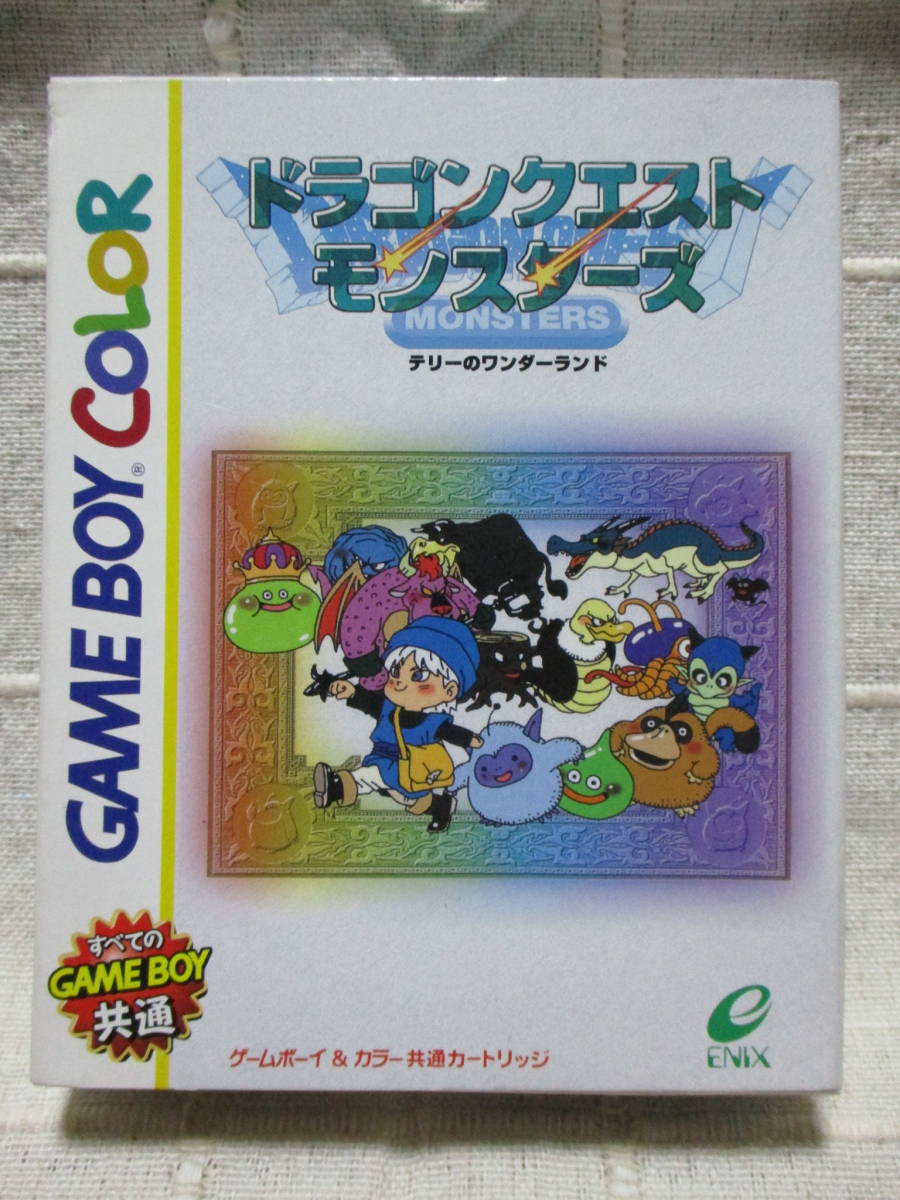 GAME BOY COLOR
®
ドラゴンクエスト
モンスターズ
MONSTERS
テリーのワンダーランド
すべての
GAME BOY
共通
ゲームボーイ & カラー共通カートリッジ
ENIX